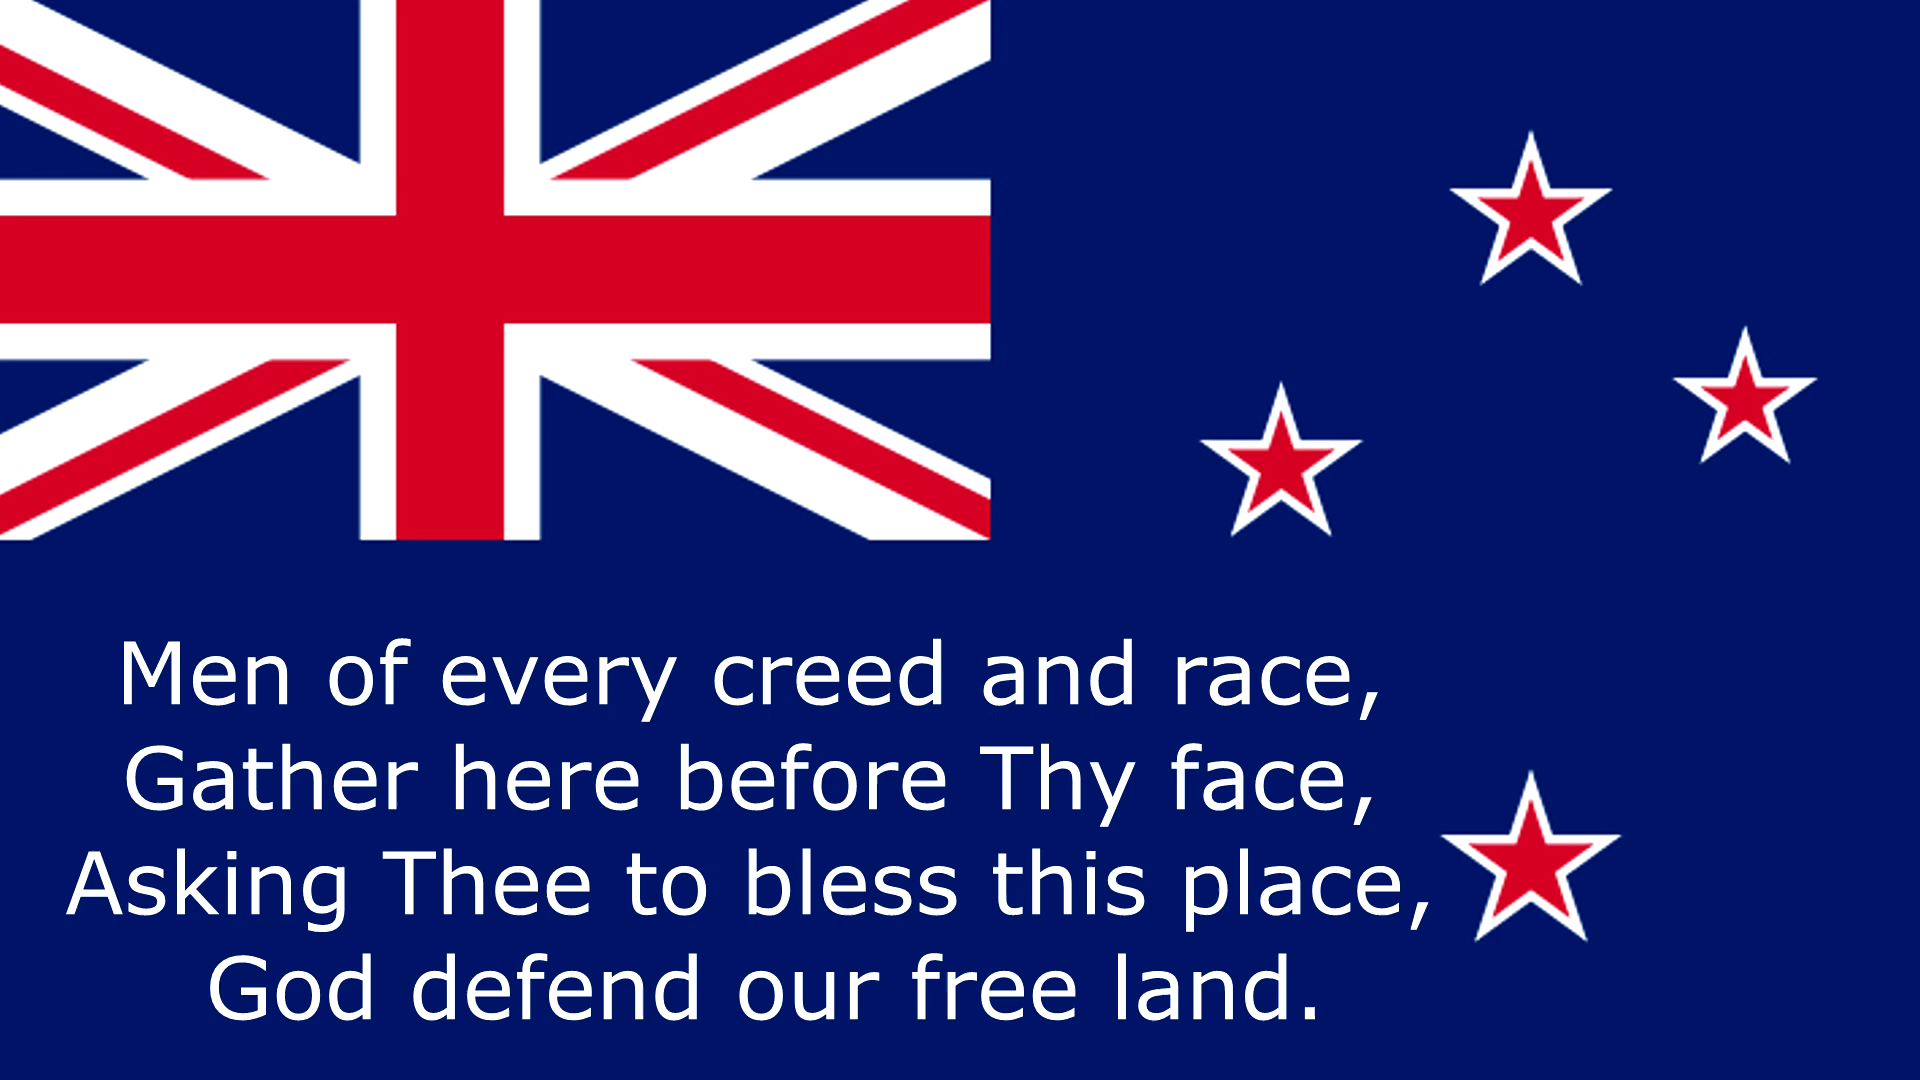 Men of every creed and race,
Gather here before Thy face,
Asking Thee to bless this place,
God defend our free land.